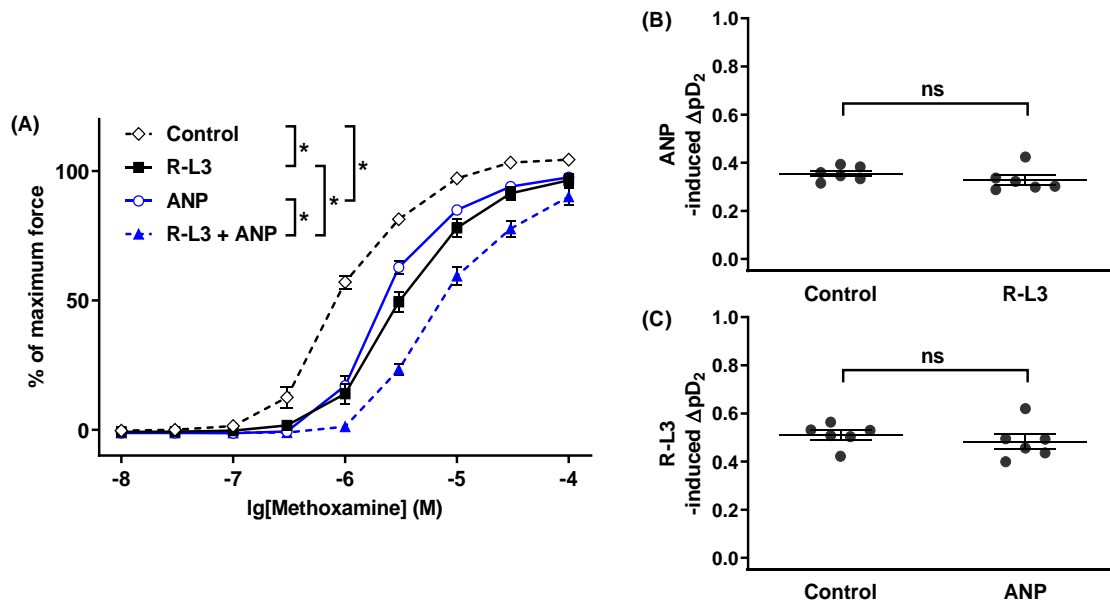 (A)
Control
R-L3
ANP
R-L3 + ANP
*
*
*
*
% of maximum force
100
50
0
-8 -7 -6 -5 -4
lg[Methoxamine] (M)
(B)
ANP
-induced ΔpD2
1.0
0.8
0.6
0.4
0.2
0.0
ns
Control R-L3
(C)
R-L3
-induced ΔpD2
1.0
0.8
0.6
0.4
0.2
0.0
ns
Control ANP